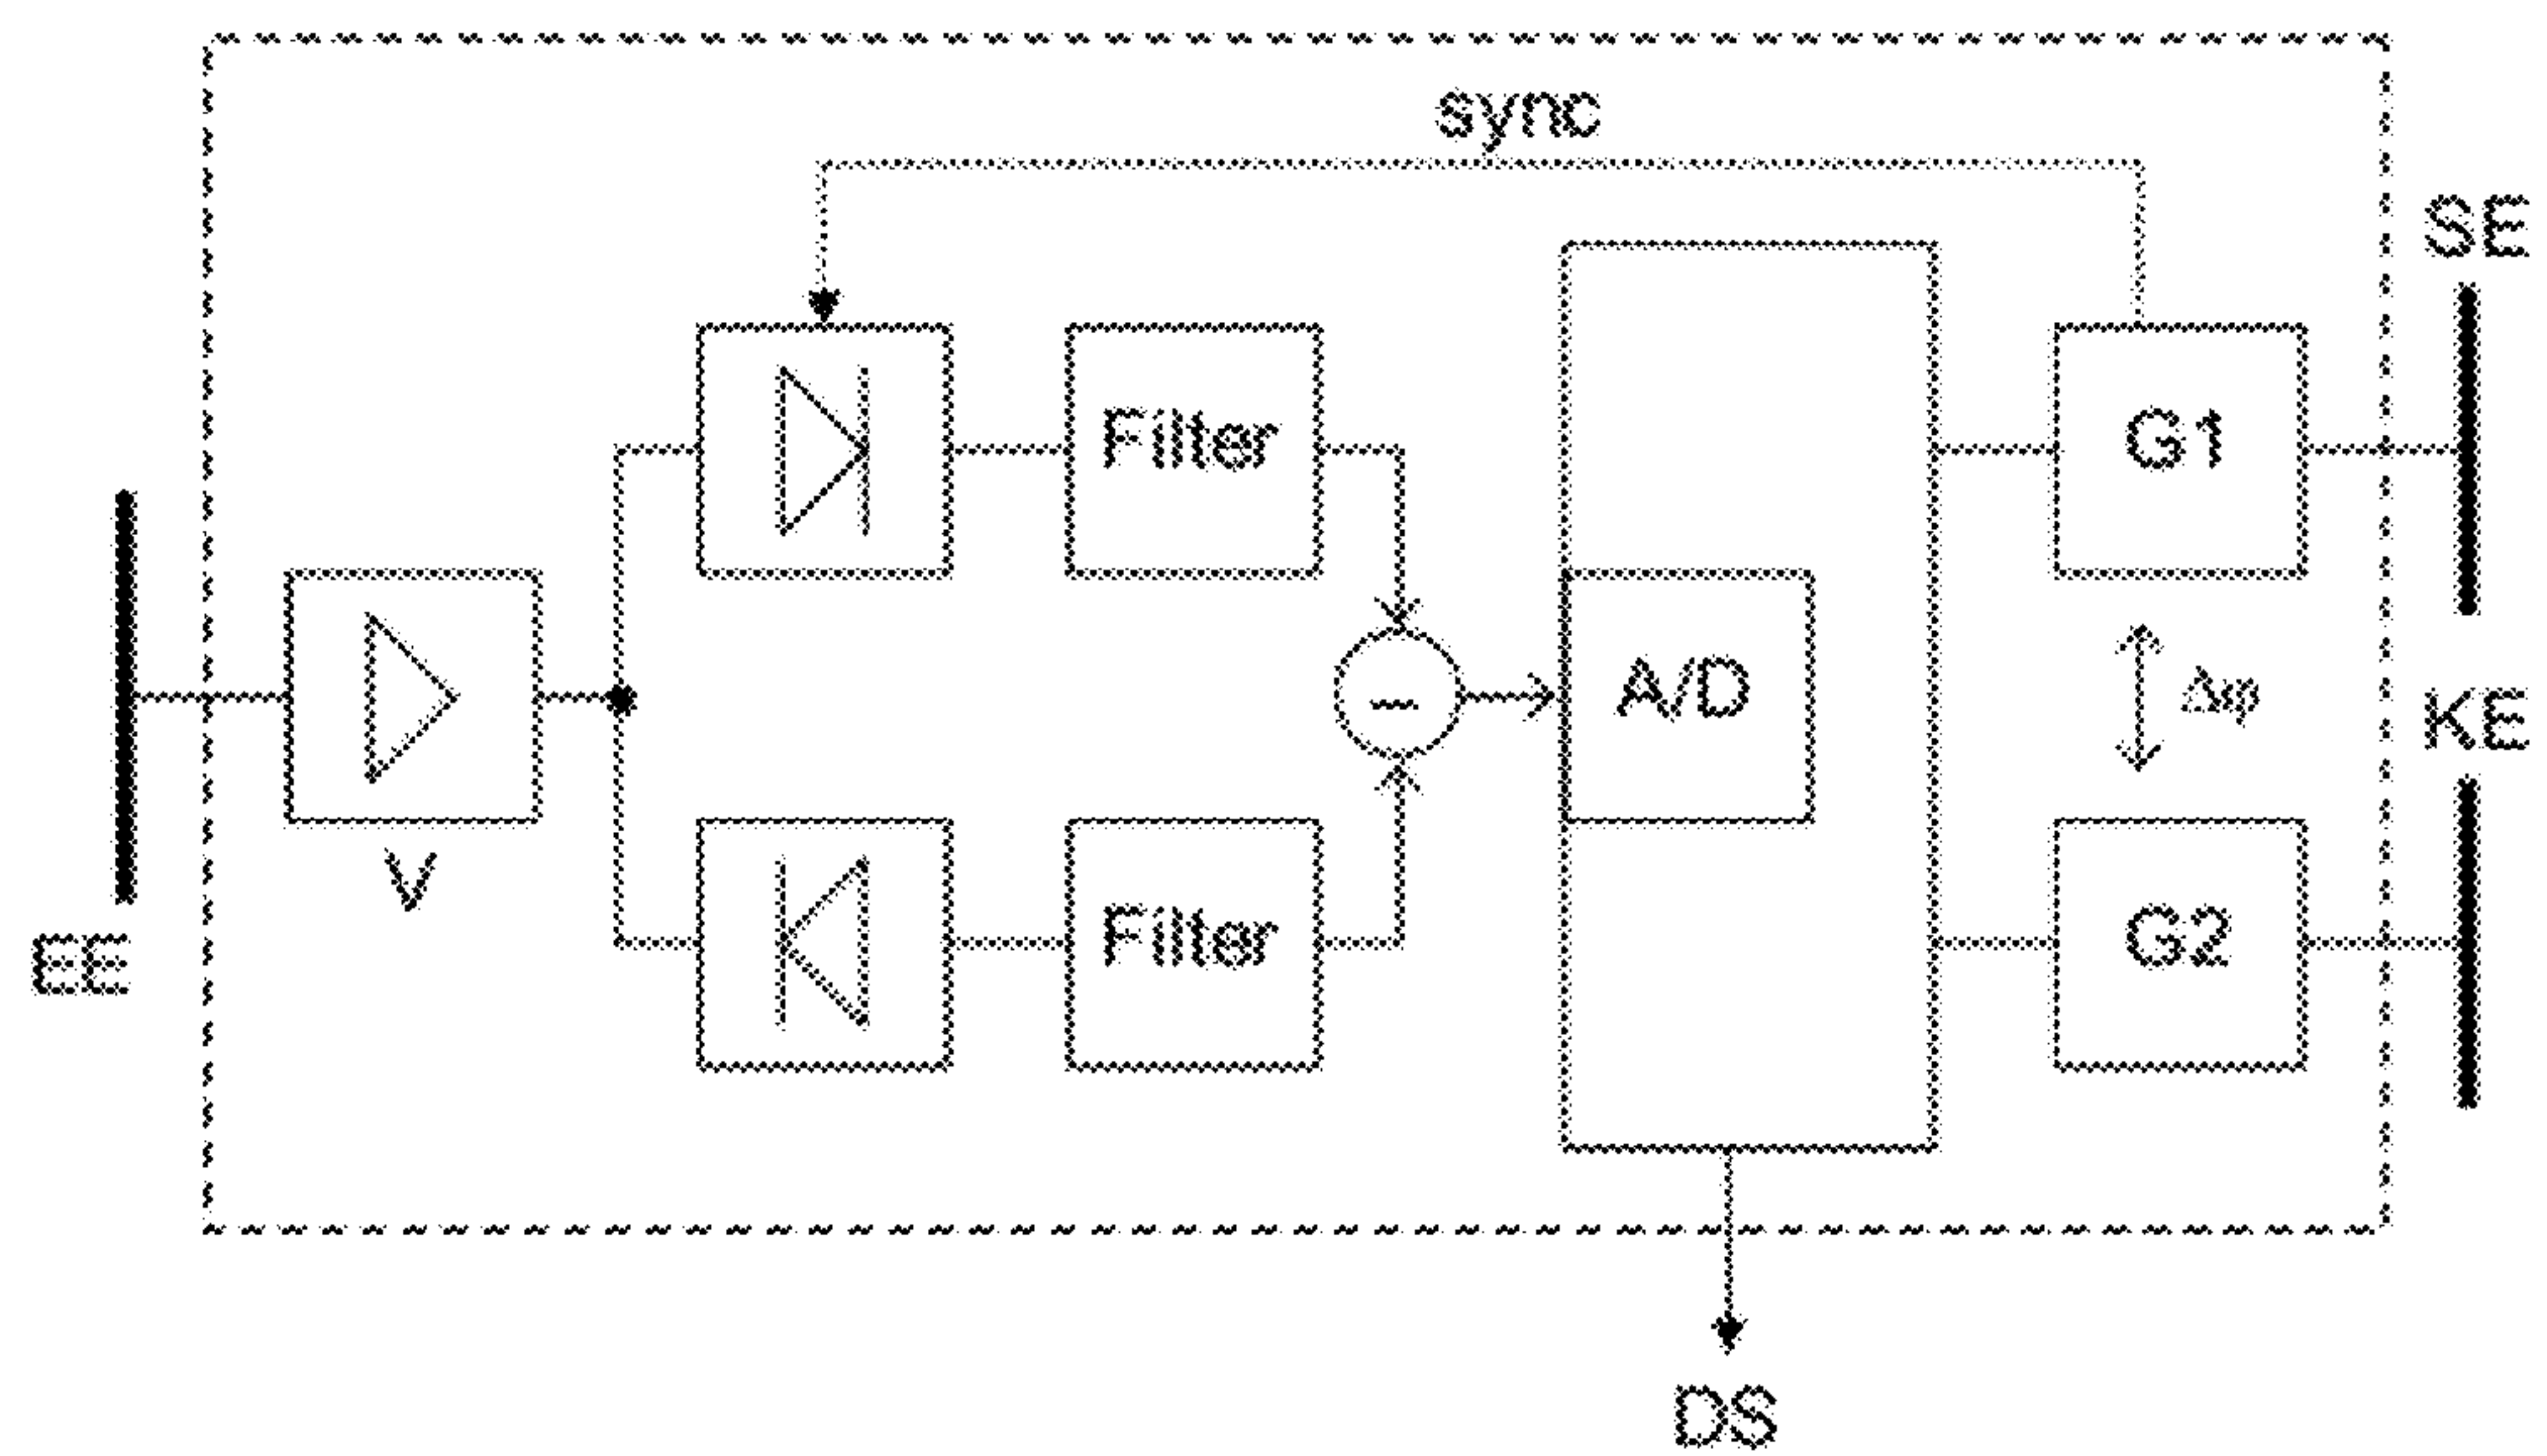 sync
SE
Filter
G1
A/D
Δφ
KE
V
EE
Filter
G2
–
DS